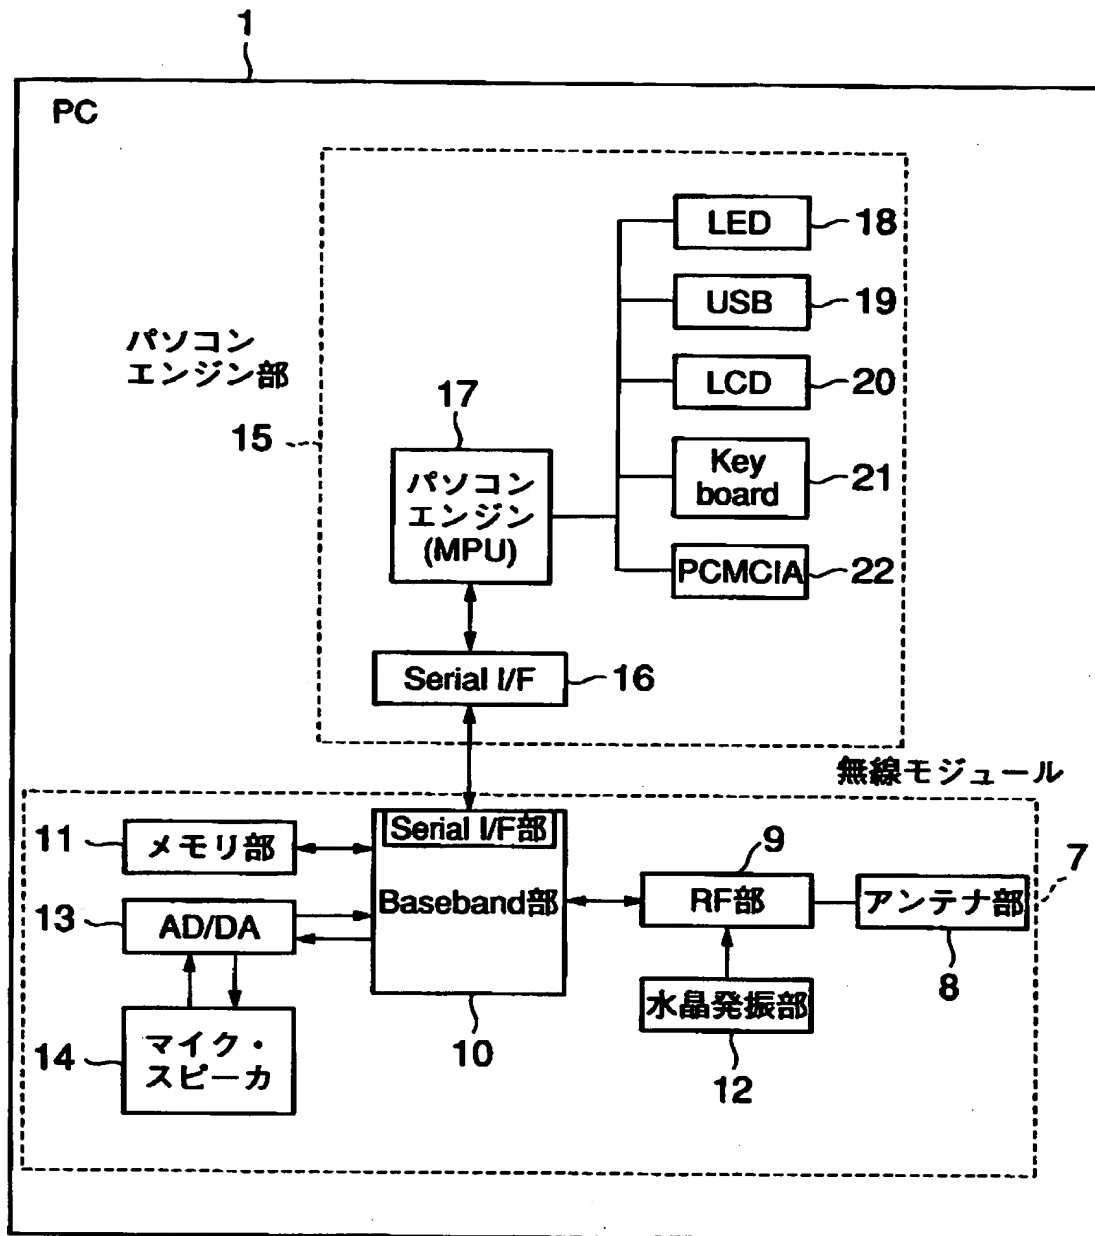 1
PC
LED
18
USB
19
パソコン
エンジン部
LCD
20
17
15
Key
board
21
パソコン
エンジン
(MPU)
PCMCIA
22
Serial I/F
16
無線モジュール
11
メモリ部
Serial I/F部
9
7
13
AD/DA
Baseband部
RF部
アンテナ部
8
水晶発振部
14
マイク・
スピーカ
10
12